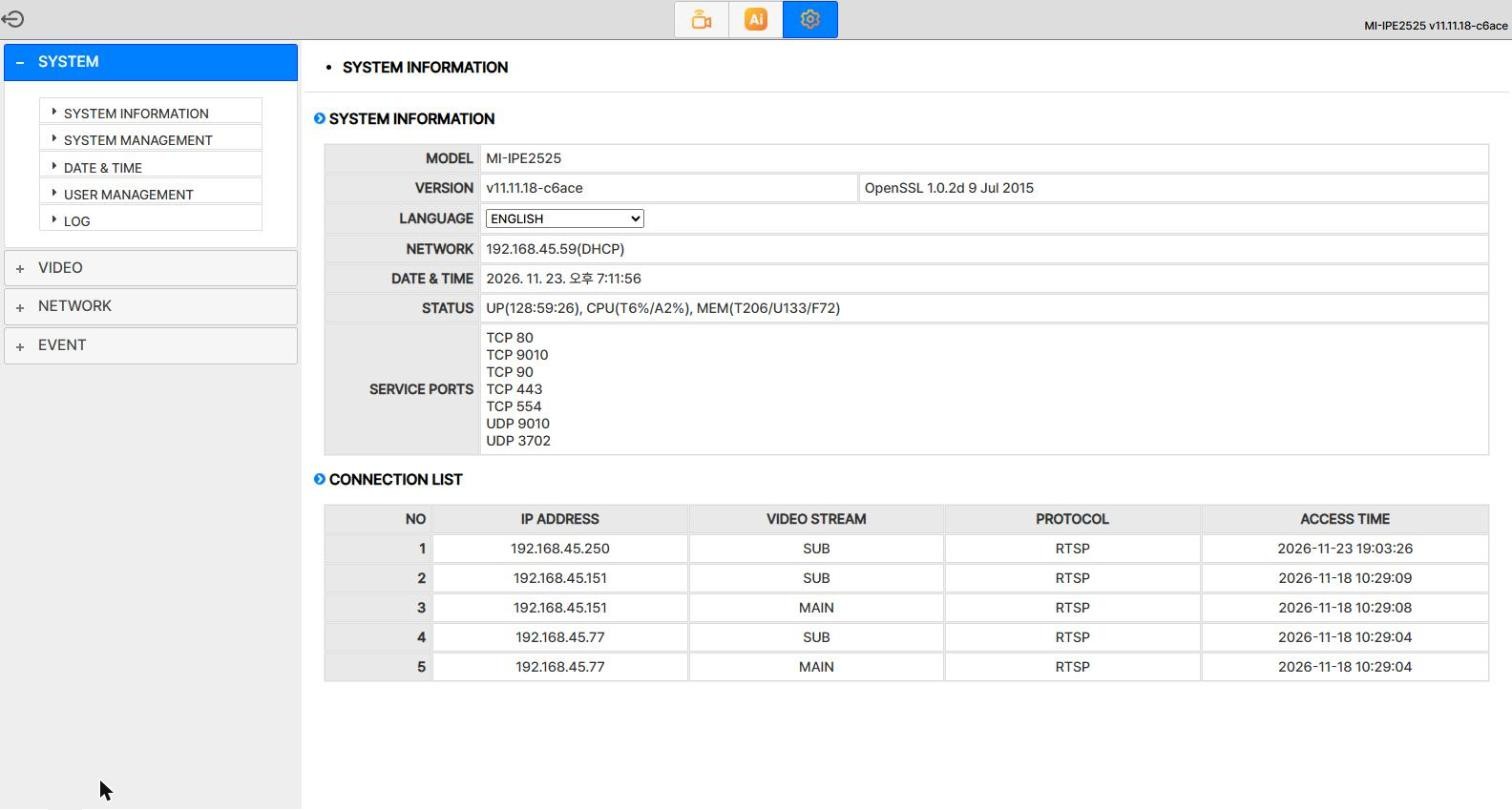 Ai
MI-IPE2525 v11.11.18-c6ace
− SYSTEM
SYSTEM INFORMATION
SYSTEM MANAGEMENT
DATE & TIME
USER MANAGEMENT
LOG
+ VIDEO
+ NETWORK
+ EVENT
• SYSTEM INFORMATION
SYSTEM INFORMATION
MODEL MI-IPE2525
VERSION v11.11.18-c6ace OpenSSL 1.0.2d 9 Jul 2015
LANGUAGE ENGLISH
NETWORK 192.168.45.59(DHCP)
DATE & TIME 2026. 11. 23. 오후 7:11:56
STATUS UP(128:59:26), CPU(T6%/A2%), MEM(T206/U133/F72)
SERVICE PORTS
TCP 80
TCP 9010
TCP 90
TCP 443
TCP 554
UDP 9010
UDP 3702
CONNECTION LIST
NO IP ADDRESS VIDEO STREAM PROTOCOL ACCESS TIME
1 192.168.45.250 SUB RTSP 2026-11-23 19:03:26
2 192.168.45.151 SUB RTSP 2026-11-18 10:29:09
3 192.168.45.151 MAIN RTSP 2026-11-18 10:29:08
4 192.168.45.77 SUB RTSP 2026-11-18 10:29:04
5 192.168.45.77 MAIN RTSP 2026-11-18 10:29:04